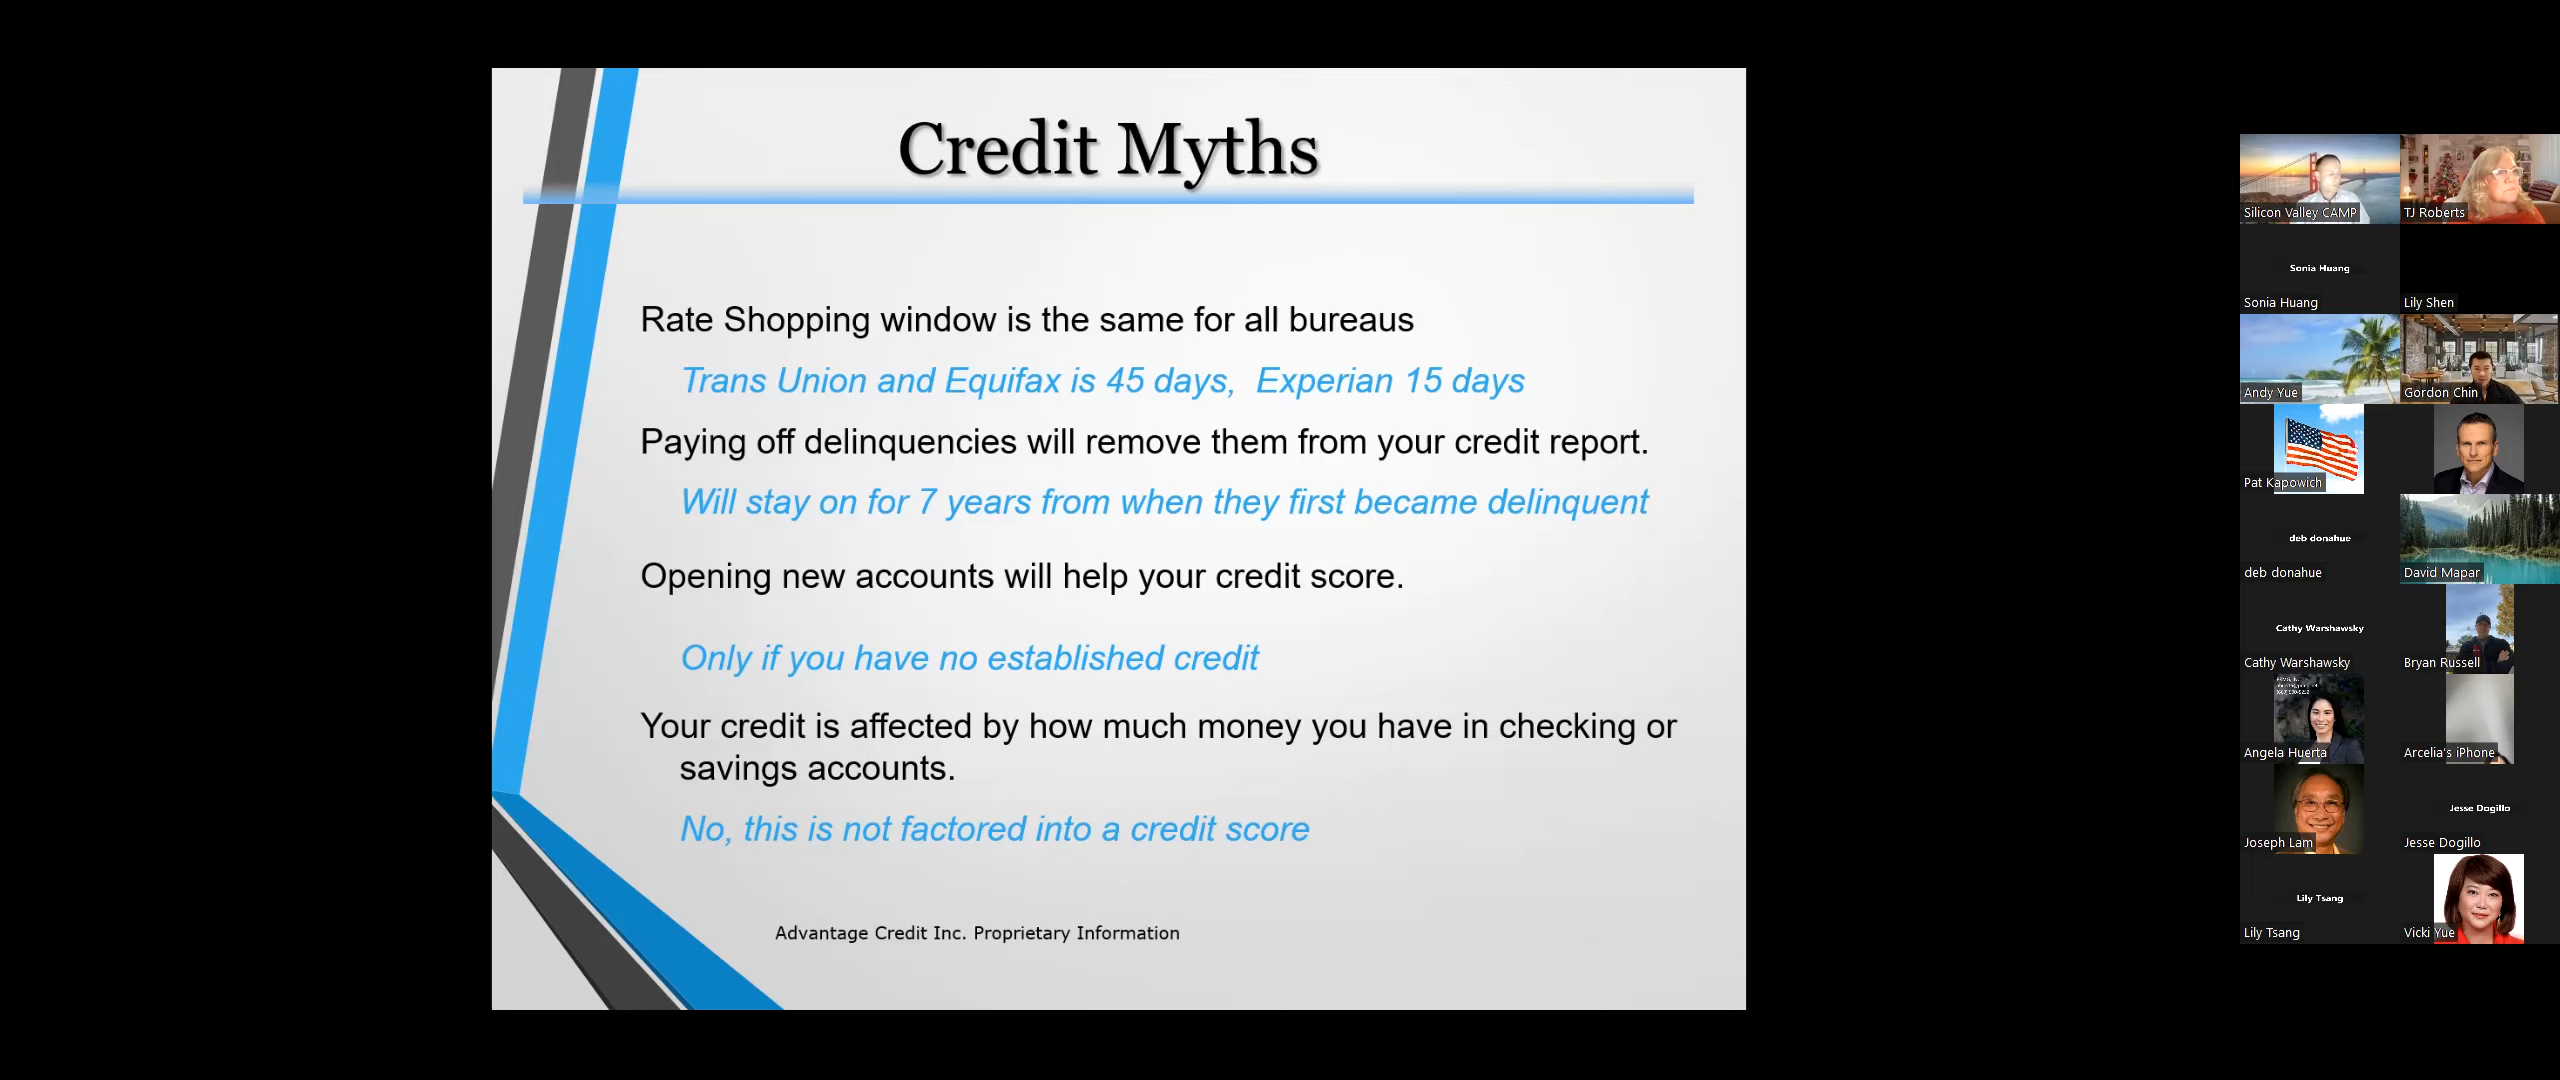 Credit Myths
Rate Shopping window is the same for all bureaus
Trans Union and Equifax is 45 days,  Experian 15 days
Paying off delinquencies will remove them from your credit report.
Will stay on for 7 years from when they first became delinquent
Opening new accounts will help your credit score.
Only if you have no established credit
Your credit is affected by how much money you have in checking or
savings accounts.
No, this is not factored into a credit score
Advantage Credit Inc. Proprietary Information
Silicon Valley CAMP
TJ Roberts
Sonia Huang
Sonia Huang
Lily Shen
Andy Yue
Gordon Chin
Pat Kapowich
deb donahue
deb donahue
David Mapar
Cathy Warshawsky
Cathy Warshawsky
Bryan Russell
Angela Huerta
Arcelia's iPhone
Joseph Lam
Jesse Dogillo
Jesse Dogillo
Lily Tsang
Lily Tsang
Vicki Yue